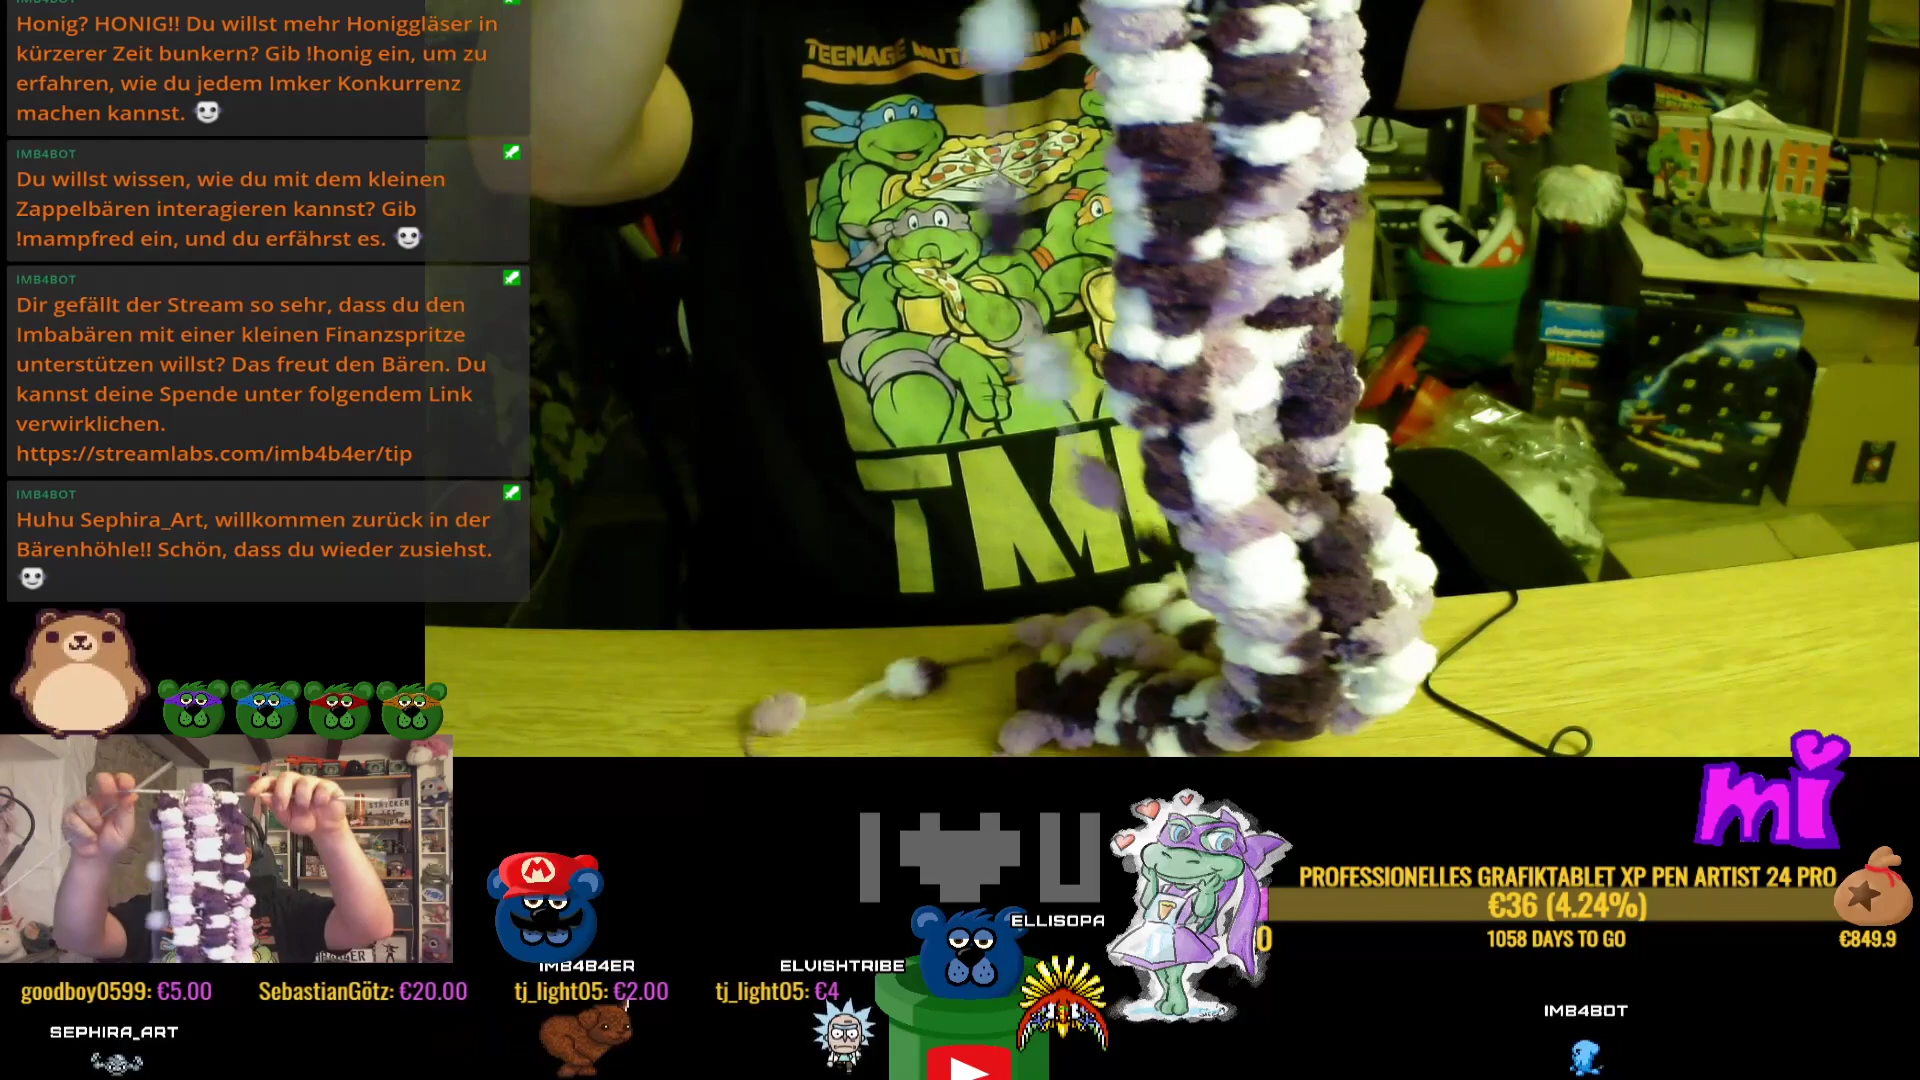 Honig? HONIG!! Du willst mehr Honiggläser in
kürzerer Zeit bunkern? Gib !honig ein, um zu
erfahren, wie du jedem Imker Konkurrenz
machen kannst.
IMB4BOT
Du willst wissen, wie du mit dem kleinen
Zappelbären interagieren kannst? Gib
!mampfred ein, und du erfährst es.
IMB4BOT
Dir gefällt der Stream so sehr, dass du den
Imbabären mit einer kleinen Finanzspritze
unterstützen willst? Das freut den Bären. Du
kannst deine Spende unter folgendem Link
verwirklichen.
https://streamlabs.com/imb4b4er/tip
IMB4BOT
Huhu Sephira_Art, willkommen zurück in der
Bärenhöhle!! Schön, dass du wieder zusiehst.
TEENAGE
playmobil
STRICKEN
M
I U
mi
ELLISOPA
PROFESSIONELLES GRAFIKTABLET XP PEN ARTIST 24 PRO
€36 (4.24%)
0
1058 DAYS TO GO
€849.9
IMB4B4ER
ELVISHTRIBE
goodboy0599: €5.00
SebastianGötz: €20.00
tj_light05: €2.00
tj_light05: €4
SEPHIRA_ART
IMB4BOT